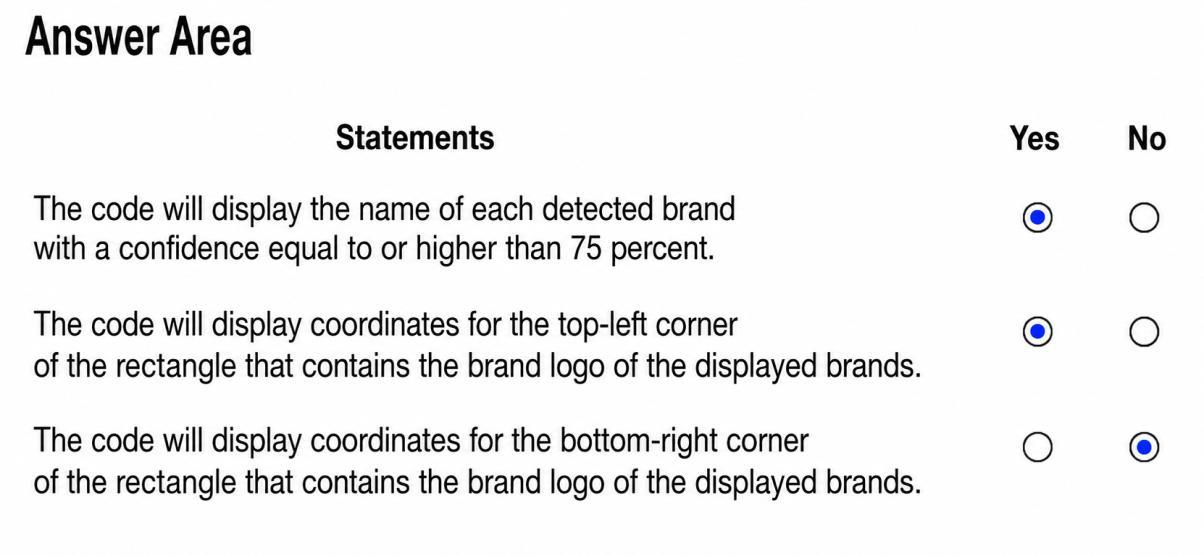 Answer Area
Statements Yes No
The code will display the name of each detected brand
with a confidence equal to or higher than 75 percent.
The code will display coordinates for the top-left corner
of the rectangle that contains the brand logo of the displayed brands.
The code will display coordinates for the bottom-right corner
of the rectangle that contains the brand logo of the displayed brands.